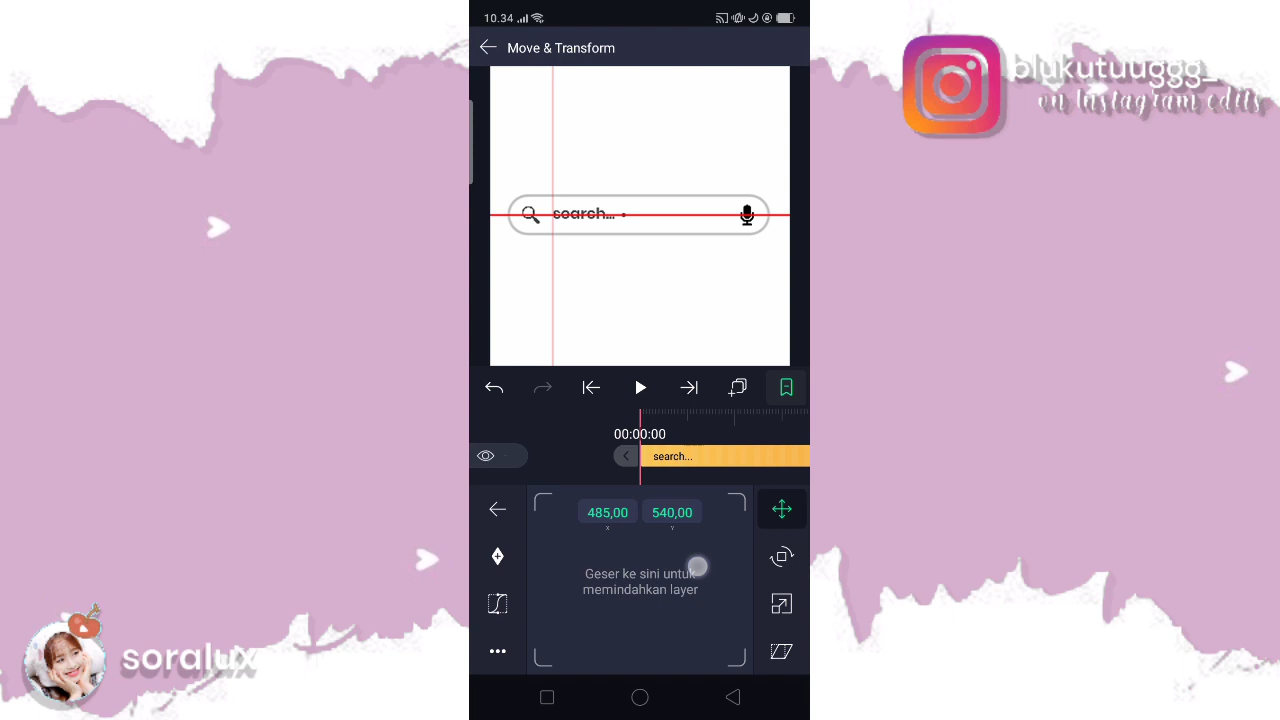 10.34
Move & Transform
blukutuuggg_
on Instagram edits
search...
00:00:00
search...
485,00
540,00
X
Y
Geser ke sini untuk
memindahkan layer
soralux